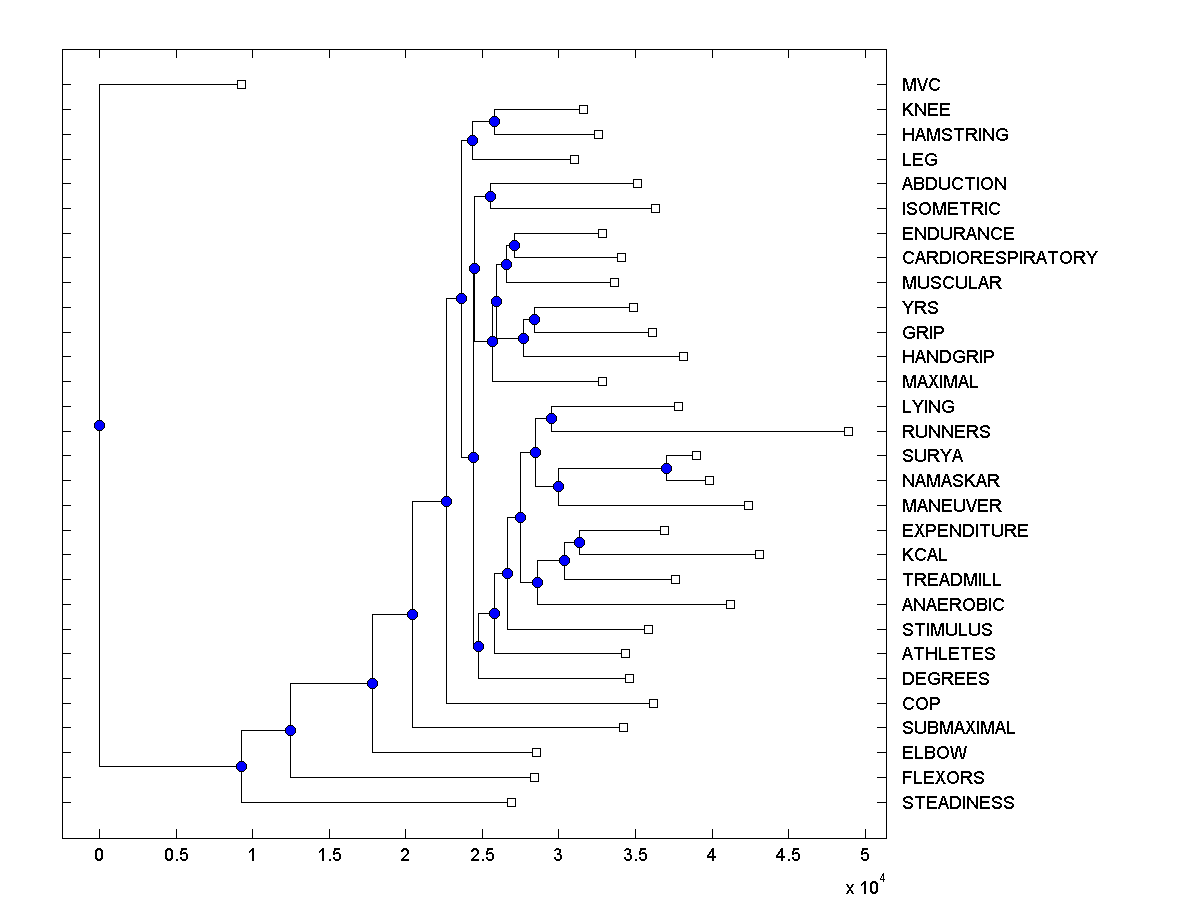 MVC
KNEE
HAMSTRING
LEG
ABDUCTION
ISOMETRIC
ENDURANCE
CARDIORESPIRATORY
MUSCULAR
YRS
GRIP
HANDGRIP
MAXIMAL
LYING
RUNNERS
SURYA
NAMASKAR
MANEUVER
EXPENDITURE
KCAL
TREADMILL
ANAEROBIC
STIMULUS
ATHLETES
DEGREES
COP
SUBMAXIMAL
ELBOW
FLEXORS
STEADINESS
0 0.5 1 1.5 2 2.5 3 3.5 4 4.5 5
x 10^4